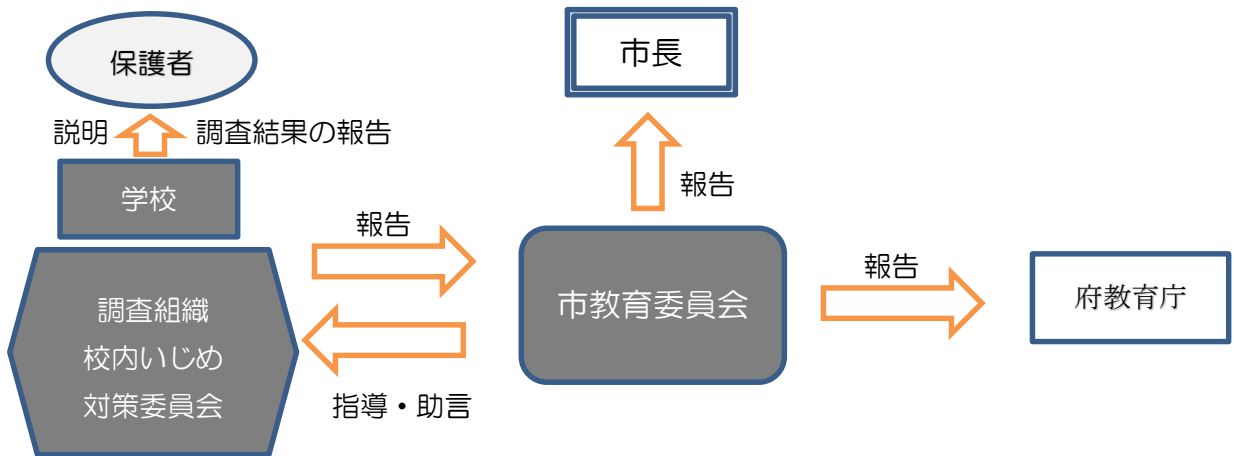 保護者
市長
説明
調査結果の報告
学校
報告
報告
報告
市教育委員会
府教育庁
調査組織
校内いじめ
対策委員会
指導・助言